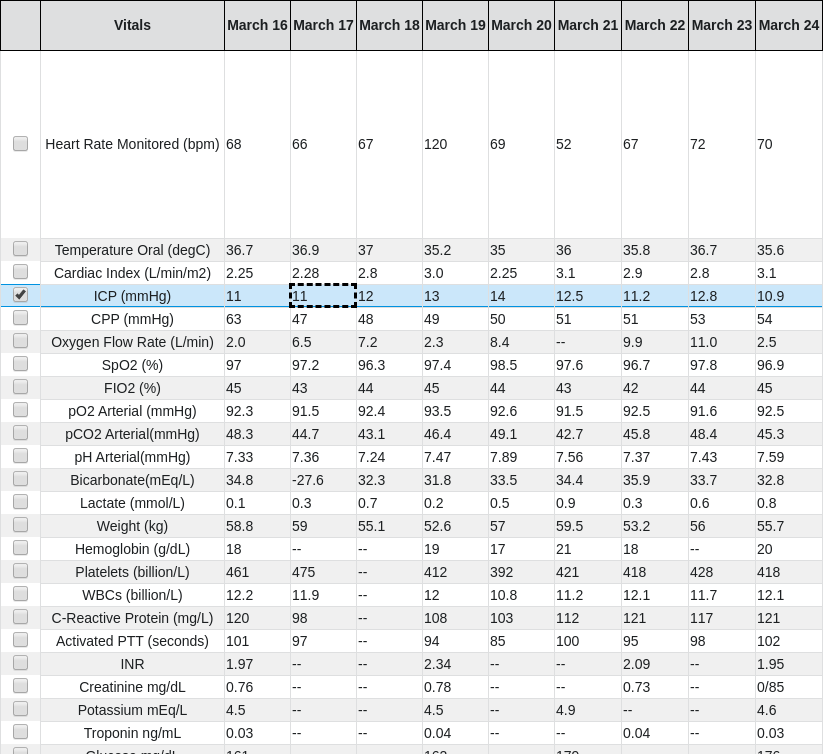 Vitals March 16 March 17 March 18 March 19 March 20 March 21 March 22 March 23 March 24
Heart Rate Monitored (bpm) 68 66 67 120 69 52 67 72 70
Temperature Oral (degC) 36.7 36.9 37 35.2 35 36 35.8 36.7 35.6
Cardiac Index (L/min/m2) 2.25 2.28 2.8 3.0 2.25 3.1 2.9 2.8 3.1
ICP (mmHg) 11 11 12 13 14 12.5 11.2 12.8 10.9
CPP (mmHg) 63 47 48 49 50 51 51 53 54
Oxygen Flow Rate (L/min) 2.0 6.5 7.2 2.3 8.4 -- 9.9 11.0 2.5
SpO2 (%) 97 97.2 96.3 97.4 98.5 97.6 96.7 97.8 96.9
FIO2 (%) 45 43 44 45 44 43 42 44 45
pO2 Arterial (mmHg) 92.3 91.5 92.4 93.5 92.6 91.5 92.5 91.6 92.5
pCO2 Arterial(mmHg) 48.3 44.7 43.1 46.4 49.1 42.7 45.8 48.4 45.3
pH Arterial(mmHg) 7.33 7.36 7.24 7.47 7.89 7.56 7.37 7.43 7.59
Bicarbonate(mEq/L) 34.8 -27.6 32.3 31.8 33.5 34.4 35.9 33.7 32.8
Lactate (mmol/L) 0.1 0.3 0.7 0.2 0.5 0.9 0.3 0.6 0.8
Weight (kg) 58.8 59 55.1 52.6 57 59.5 53.2 56 55.7
Hemoglobin (g/dL) 18 -- -- 19 17 21 18 -- 20
Platelets (billion/L) 461 475 -- 412 392 421 418 428 418
WBCs (billion/L) 12.2 11.9 -- 12 10.8 11.2 12.1 11.7 12.1
C-Reactive Protein (mg/L) 120 98 -- 108 103 112 121 117 121
Activated PTT (seconds) 101 97 -- 94 85 100 95 98 102
INR 1.97 -- -- 2.34 -- -- 2.09 -- 1.95
Creatinine mg/dL 0.76 -- -- 0.78 -- -- 0.73 -- 0/85
Potassium mEq/L 4.5 -- -- 4.5 -- 4.9 -- -- 4.6
Troponin ng/mL 0.03 -- -- 0.04 -- -- 0.04 -- 0.03